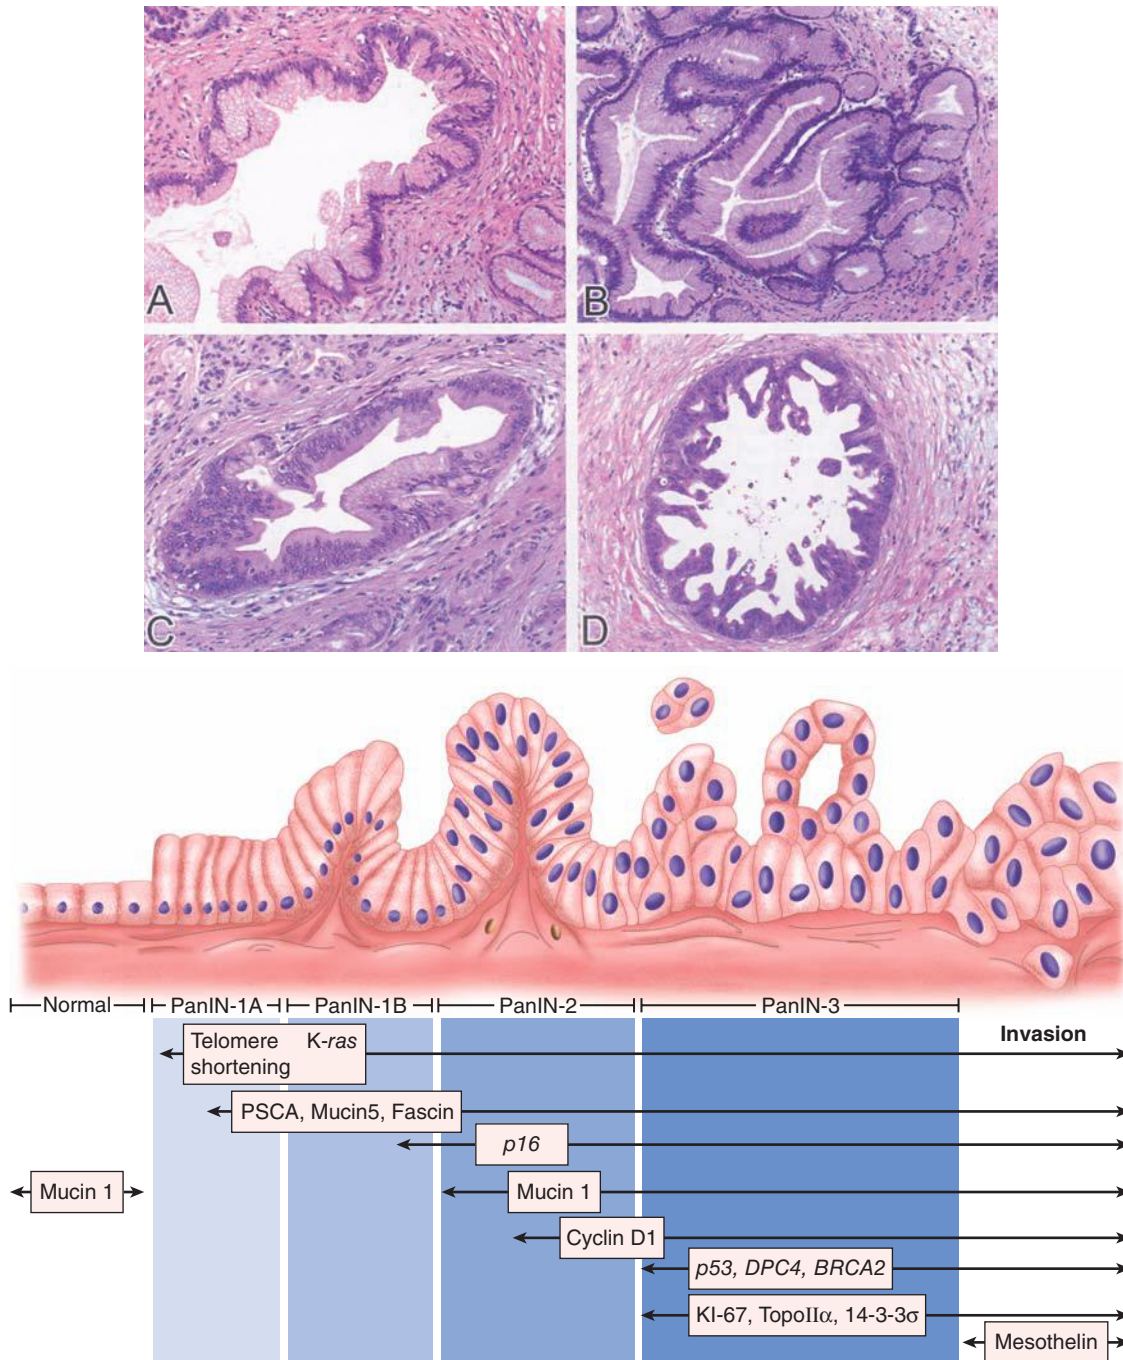 A
B
C
D
Normal
PanIN-1A
PanIN-1B
PanIN-2
PanIN-3
Invasion
Telomere K-ras
shortening
PSCA, Mucin5, Fascin
p16
Mucin 1
Mucin 1
Cyclin D1
p53, DPC4, BRCA2
KI-67, TopoIIα, 14-3-3σ
Mesothelin